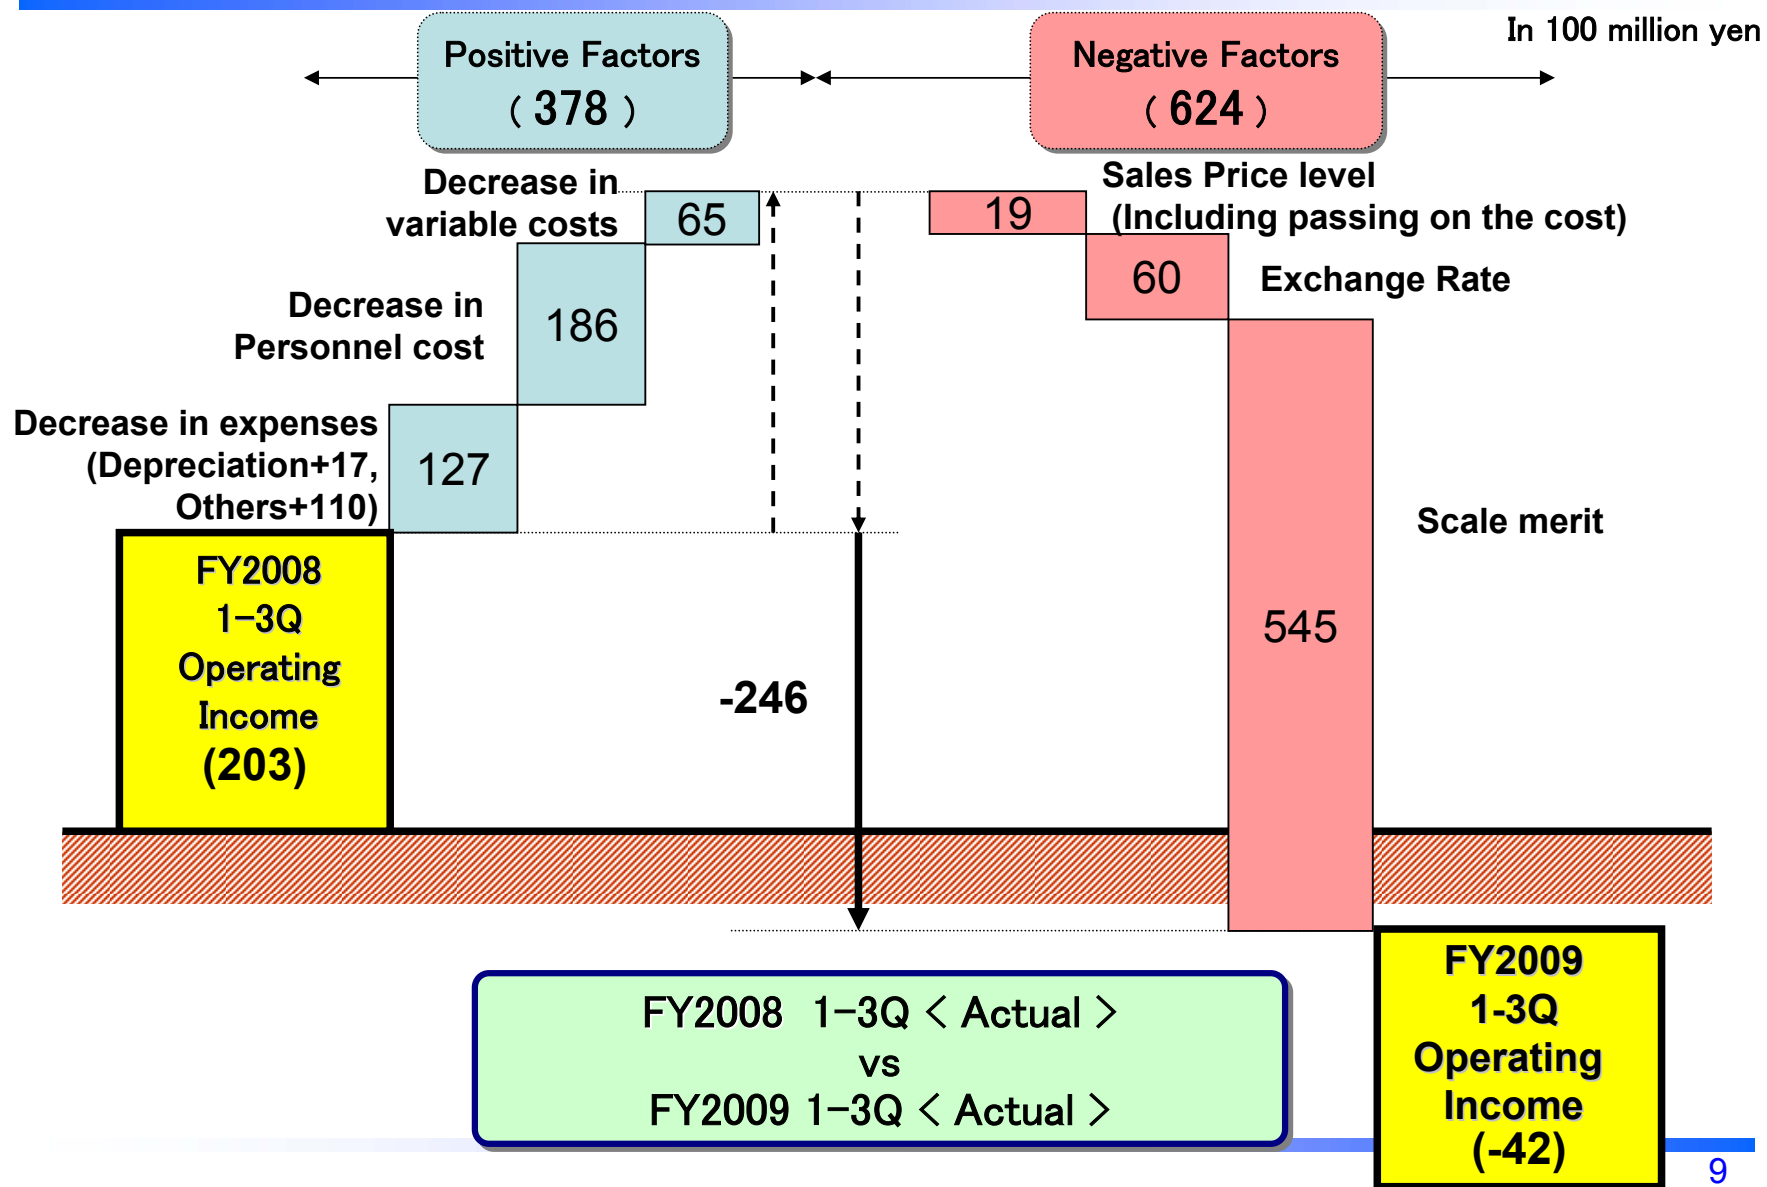 In 100 million yen
Positive Factors
( 378 )
Negative Factors
( 624 )
Decrease in
variable costs
65
19
Sales Price level
(Including passing on the cost)
60
Exchange Rate
Decrease in
Personnel cost
186
Decrease in expenses
(Depreciation+17,
Others+110)
127
Scale merit
545
FY2008
1-3Q
Operating
Income
(203)
-246
FY2008 1-3Q < Actual >
vs
FY2009 1-3Q < Actual >
FY2009
1-3Q
Operating
Income
(-42)
9